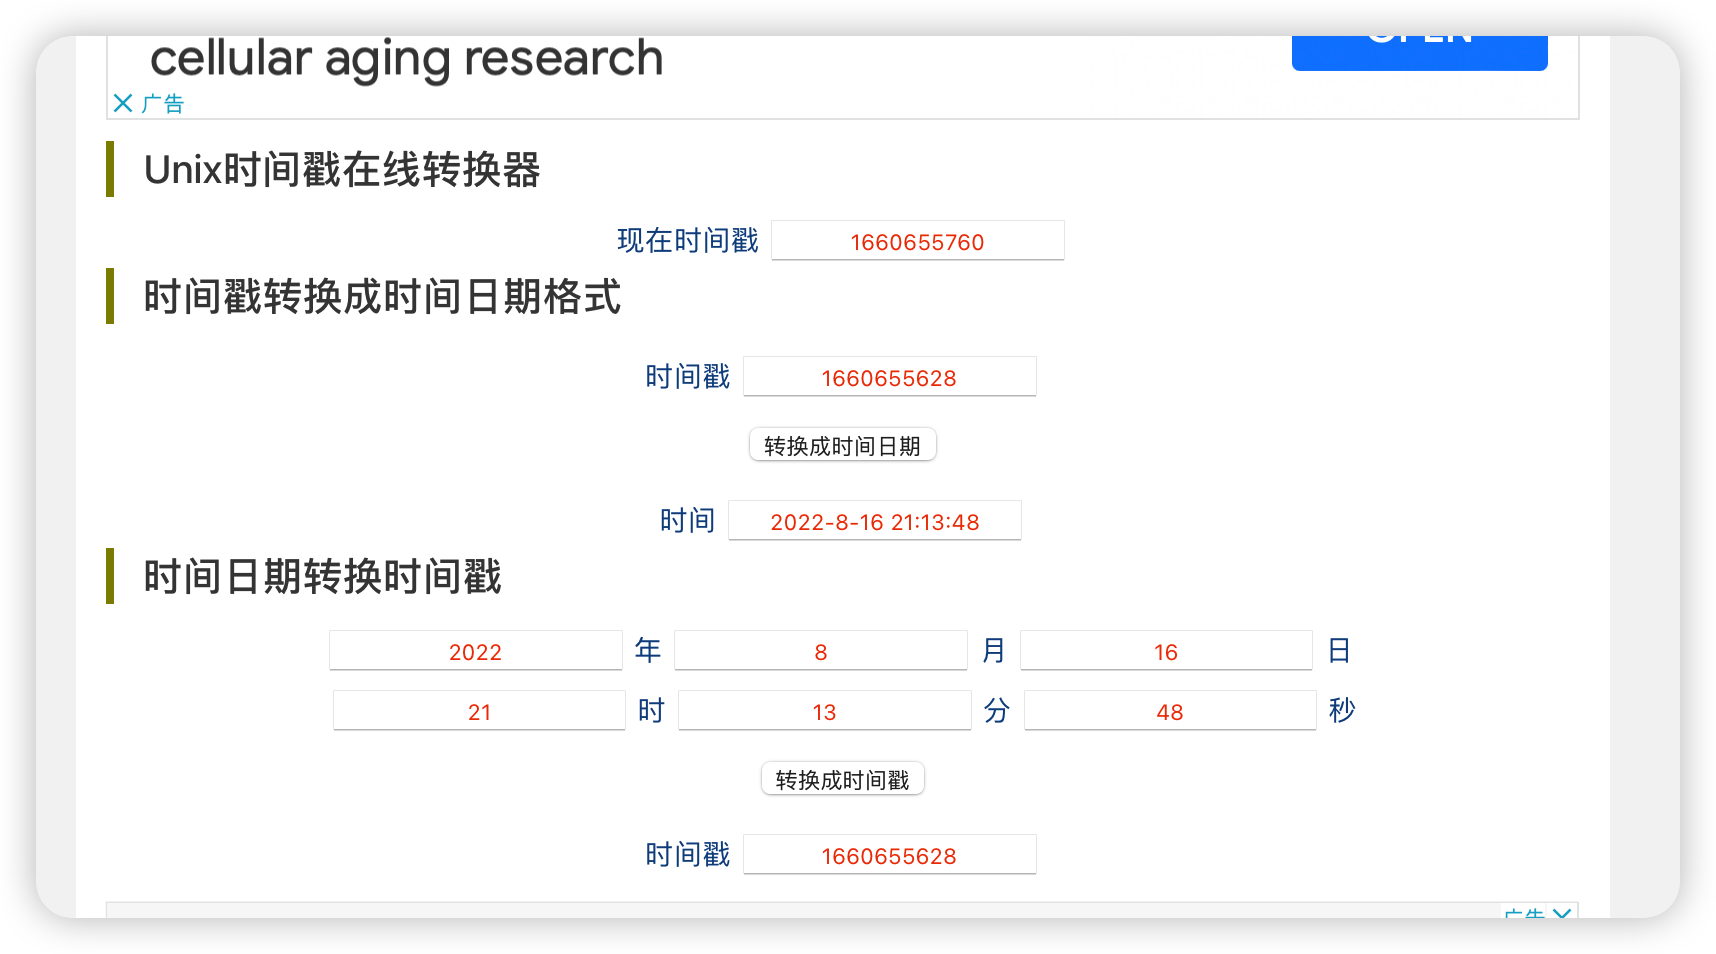 cellular aging research
OPEN
广告
Unix时间戳在线转换器
现在时间戳 1660655760
时间戳转换成时间日期格式
时间戳 1660655628
转换成时间日期
时间 2022-8-16 21:13:48
时间日期转换时间戳
2022 年 8 月 16 日
21 时 13 分 48 秒
转换成时间戳
时间戳 1660655628
广告